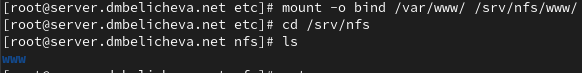 [root@server.dmbelicheva.net etc]# mount -o bind /var/www/ /srv/nfs/www/
[root@server.dmbelicheva.net etc]# cd /srv/nfs
[root@server.dmbelicheva.net nfs]# ls
www